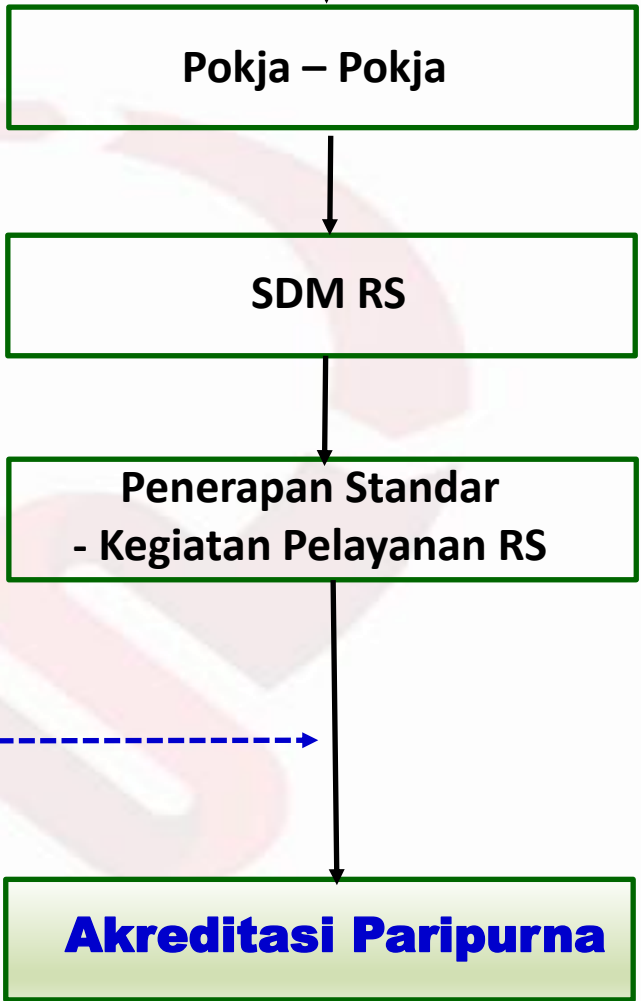 Pokja – Pokja
SDM RS
Penerapan Standar
- Kegiatan Pelayanan RS
Akreditasi Paripurna